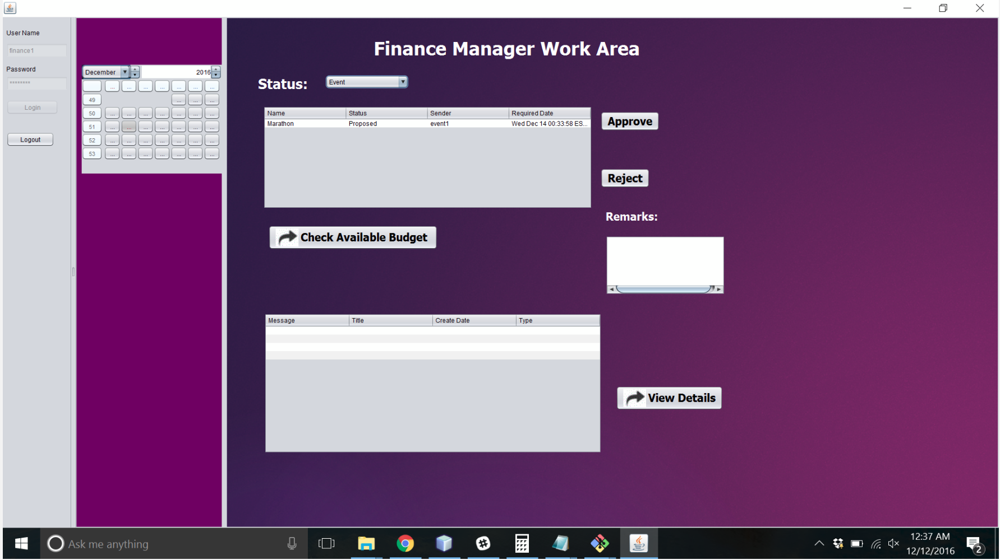 User Name
finance1
Password
********
Login
Logout
December 2016
... ... ... ... ... ... ...
49 ... ... ...
50 ... ... ... ... ... ... ...
51 ... ... ... ... ... ... ...
52 ... ... ... ... ... ... ...
53 ... ... ... ... ... ... ...
Finance Manager Work Area
Status: Event
Name Status Sender Required Date
Marathon Proposed event1 Wed Dec 14 00:33:58 ES...
Approve
Reject
Remarks:
Check Available Budget
Message Title Create Date Type
View Details
Ask me anything
12:37 AM
12/12/2016
2